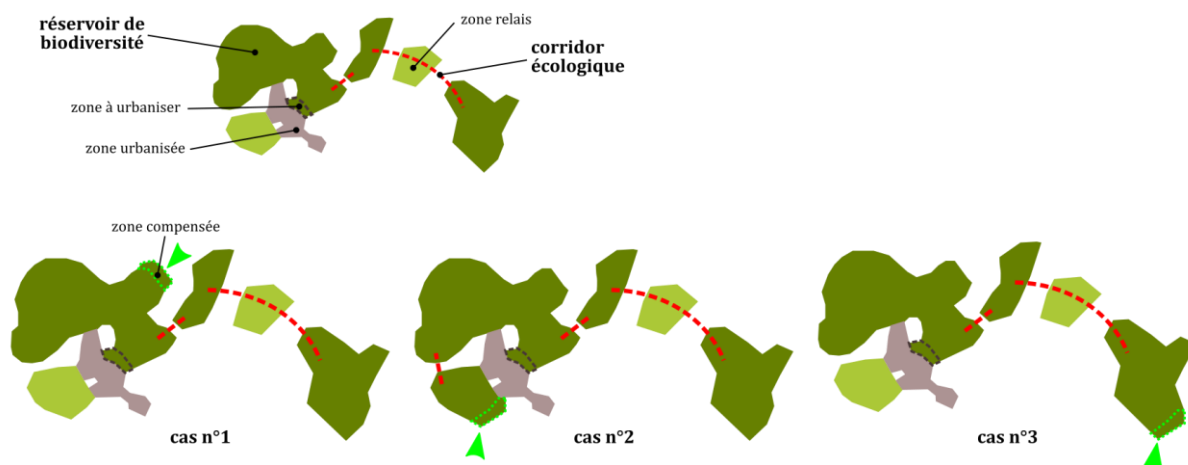 réservoir de
biodiversité
zone relais
corridor
écologique
zone à urbaniser
zone urbanisée
zone compensée
cas n°1
cas n°2
cas n°3